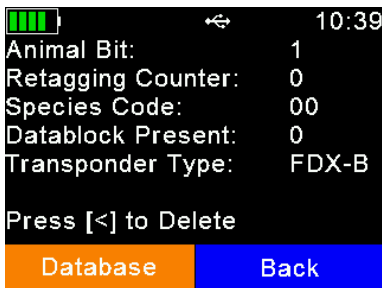 10:39
Animal Bit: 1
Retagging Counter: 0
Species Code: 00
Datablock Present: 0
Transponder Type: FDX-B
Press [<] to Delete
Database Back